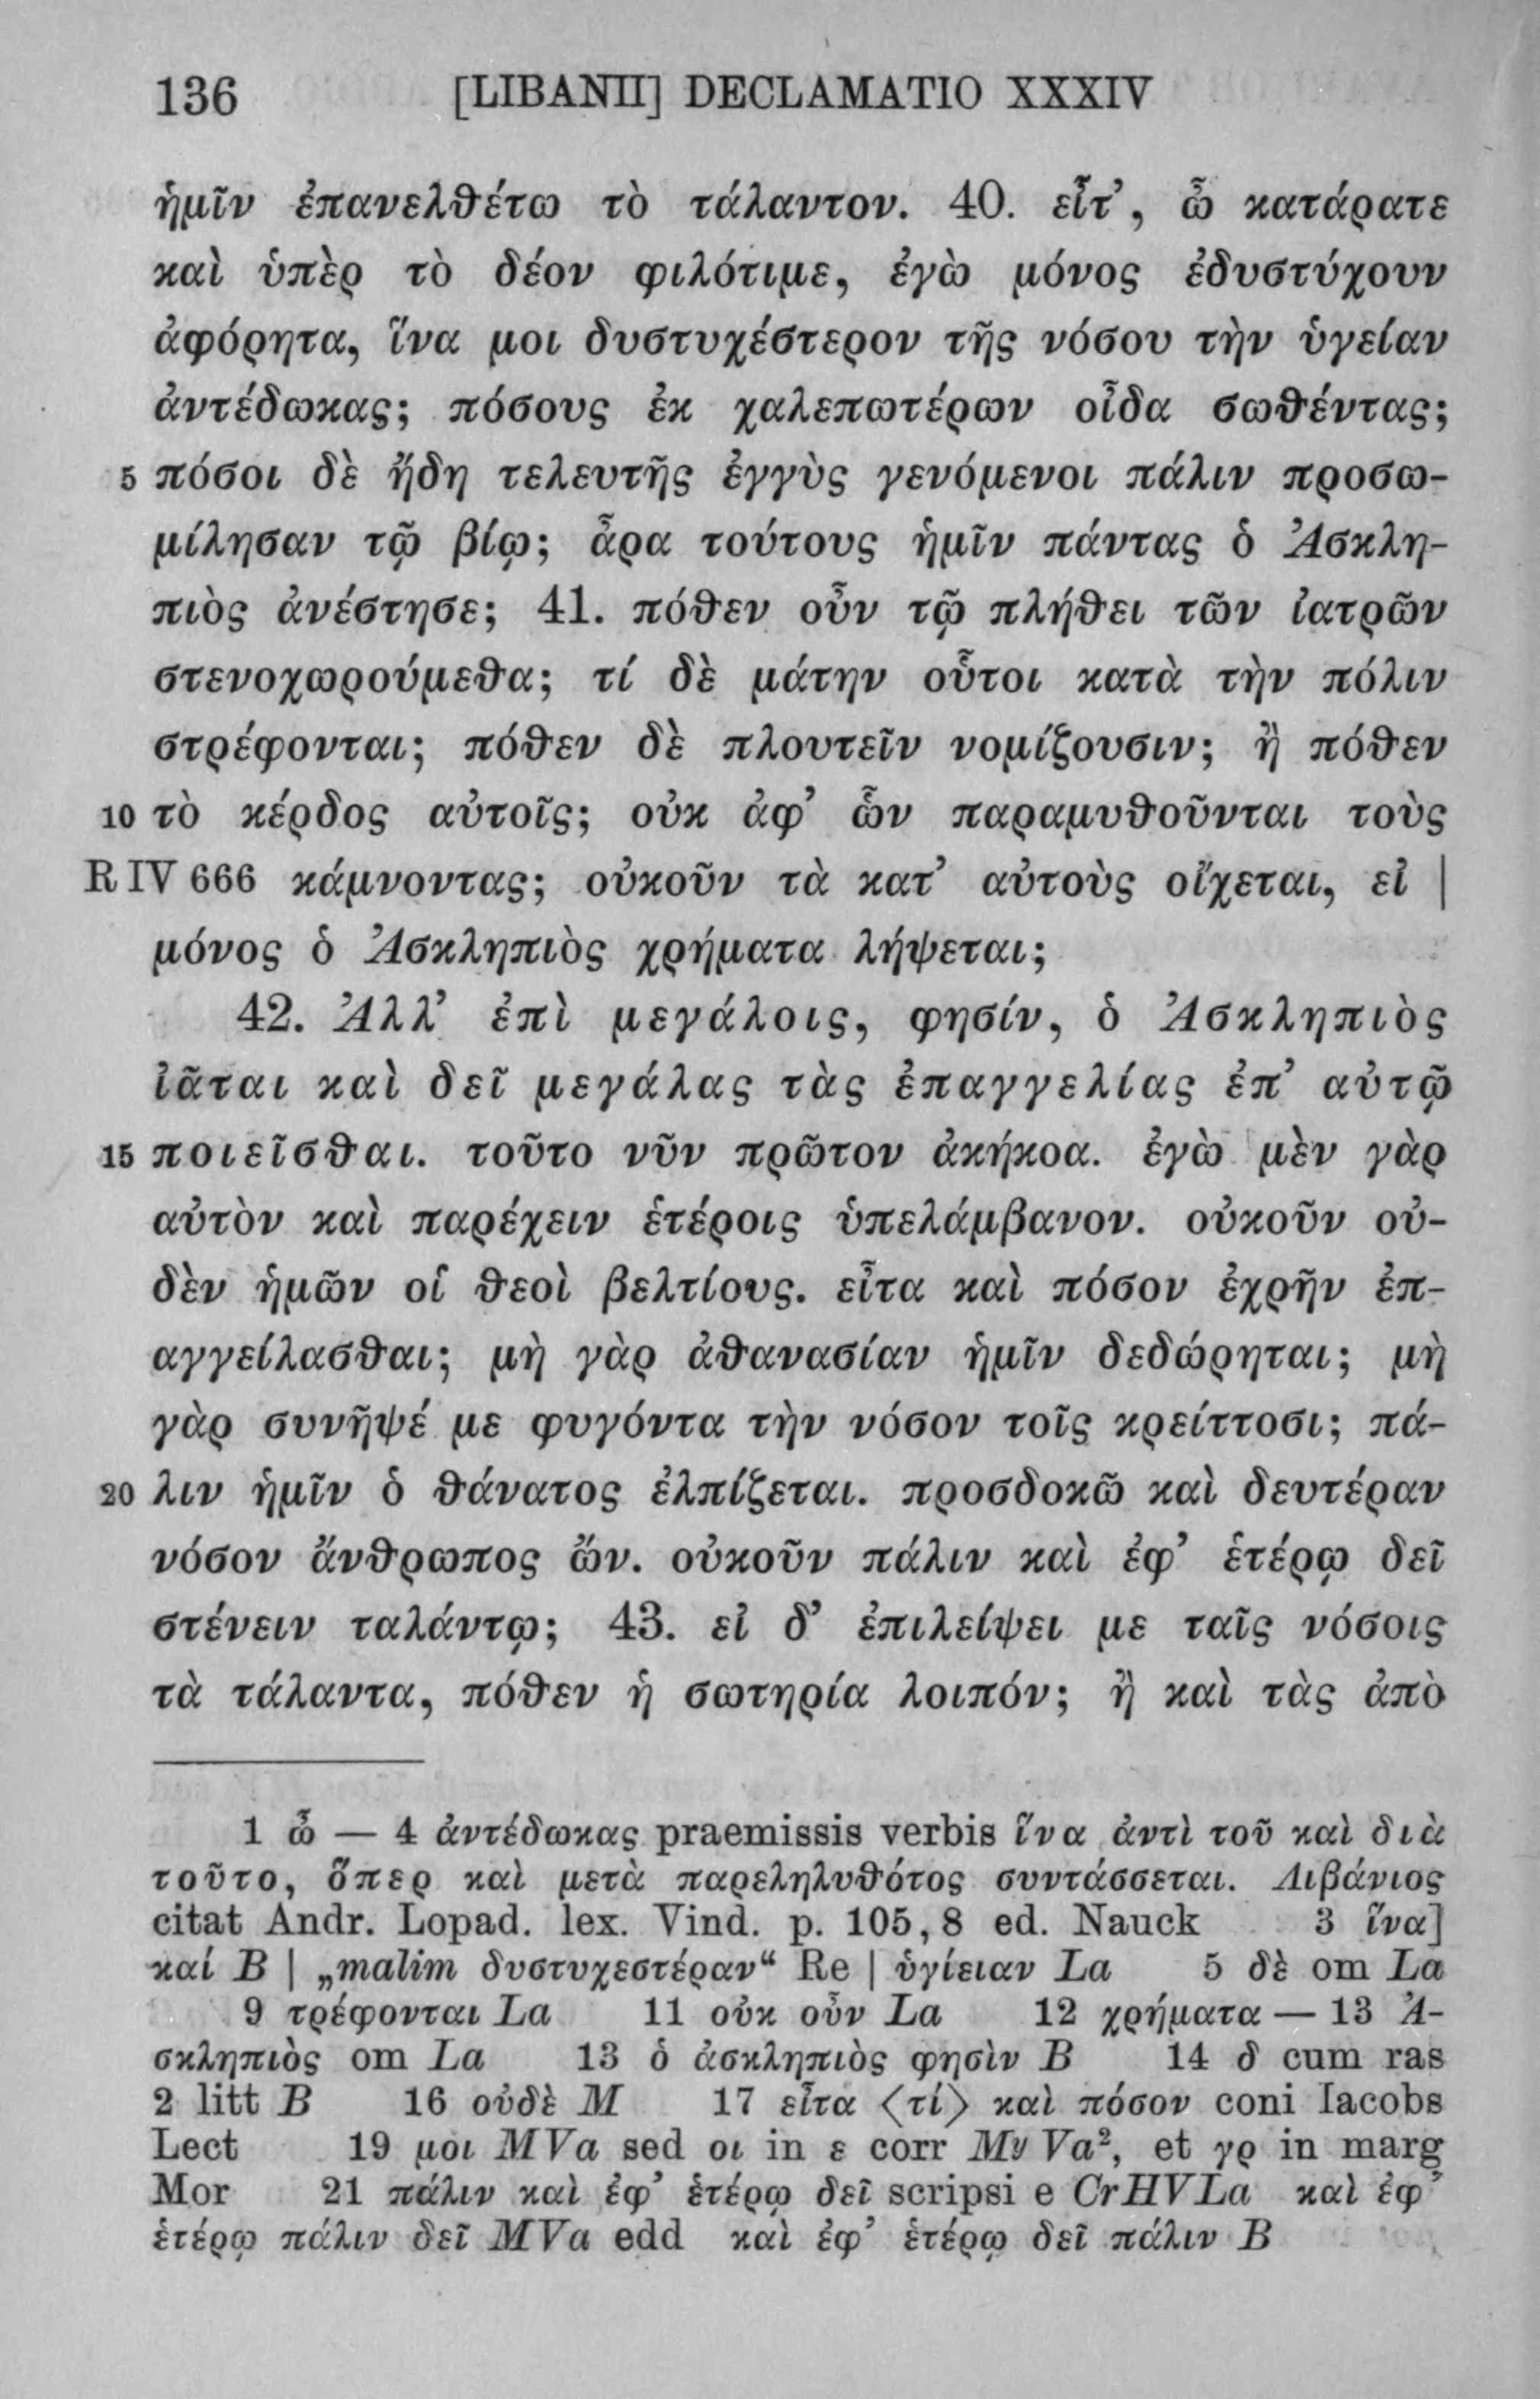 136 [LIBANII] DECLAMATIO XXXIV
ἡμῖν ἐπανελθέτω τὸ τάλαντον. 40. εἶτ’, ὦ κατάρατε
καὶ ὑπὲρ τὸ δέον φιλότιμε, ἐγὼ μόνος ἐδυστύχουν
ἀφόρητα, ἵνα μοι δυστυχέστερον τῆς νόσου τὴν ὑγείαν
ἀντέδωκας; πόσους ἐκ χαλεπωτέρων οἶδα σωθέντας;
5 πόσοι δὲ ἤδη τελευτῆς ἐγγὺς γενόμενοι πάλιν προσω-
μίλησαν τῷ βίῳ; ἆρα τούτους ἡμῖν πάντας ὁ Ἀσκλη-
πιὸς ἀνέστησε; 41. πόθεν οὖν τῷ πλήθει τῶν ἰατρῶν
στενοχωρούμεθα; τί δὲ μάτην οὗτοι κατὰ τὴν πόλιν
στρέφονται; πόθεν δὲ πλουτεῖν νομίζουσιν; ἢ πόθεν
10 τὸ κέρδος αὐτοῖς; οὐκ ἀφ’ ὧν παραμυθοῦνται τοὺς
R IV 666 κάμνοντας; οὐκοῦν τὰ κατ’ αὐτοὺς οἴχεται, εἰ |
μόνος ὁ Ἀσκληπιὸς χρήματα λήψεται;
42. Ἀλλ’ ἐπὶ μεγάλοις, φησίν, ὁ Ἀσκληπιὸς
ἰᾶται καὶ δεῖ μεγάλας τὰς ἐπαγγελίας ἐπ’ αὐτῷ
15 ποιεῖσθαι. τοῦτο νῦν πρῶτον ἀκήκοα. ἐγὼ μὲν γὰρ
αὐτὸν καὶ παρέχειν ἑτέροις ὑπελάμβανον. οὐκοῦν οὐ-
δὲν ἡμῶν οἱ θεοὶ βελτίους. εἶτα καὶ πόσον ἐχρῆν ἐπ-
αγγείλασθαι; μὴ γὰρ ἀθανασίαν ἡμῖν δεδώρηται; μὴ
γὰρ συνῆψέ με φυγόντα τὴν νόσον τοῖς κρείττοσι; πά-
20 λιν ἡμῖν ὁ θάνατος ἐλπίζεται. προσδοκῶ καὶ δευτέραν
νόσον ἄνθρωπος ὤν. οὐκοῦν πάλιν καὶ ἐφ’ ἑτέρῳ δεῖ
στένειν ταλάντῳ; 43. εἰ δ’ ἐπιλείψει με ταῖς νόσοις
τὰ τάλαντα, πόθεν ἡ σωτηρία λοιπόν; ἢ καὶ τὰς ἀπὸ
1 ὦ — 4 ἀντέδωκας praemissis verbis ἵνα ἀντὶ τοῦ καὶ διὰ
τοῦτο, ὅπερ καὶ μετὰ παρεληλυθότος συντάσσεται. Λιβάνιος
citat Andr. Lopad. lex. Vind. p. 105, 8 ed. Nauck 3 ἵνα]
καί B | „malim δυστυχεστέραν“ Re | ὑγίειαν La 5 δὲ om La
9 τρέφονται La 11 οὐκ οὖν La 12 χρήματα — 13 Ἀ-
σκληπιὸς om La 13 ὁ ἀσκληπιὸς φησὶν B 14 δ cum ras
2 litt B 16 οὐδὲ M 17 εἶτα ⟨τί⟩ καὶ πόσον coni Iacobs
Lect 19 μοι MVa sed οι in ε corr My Va², et γρ in marg
Mor 21 πάλιν καὶ ἐφ’ ἑτέρῳ δεῖ scripsi e CrHVLa καὶ ἐφ’
ἑτέρῳ πάλιν δεῖ MVa edd καὶ ἐφ’ ἑτέρῳ δεῖ πάλιν B